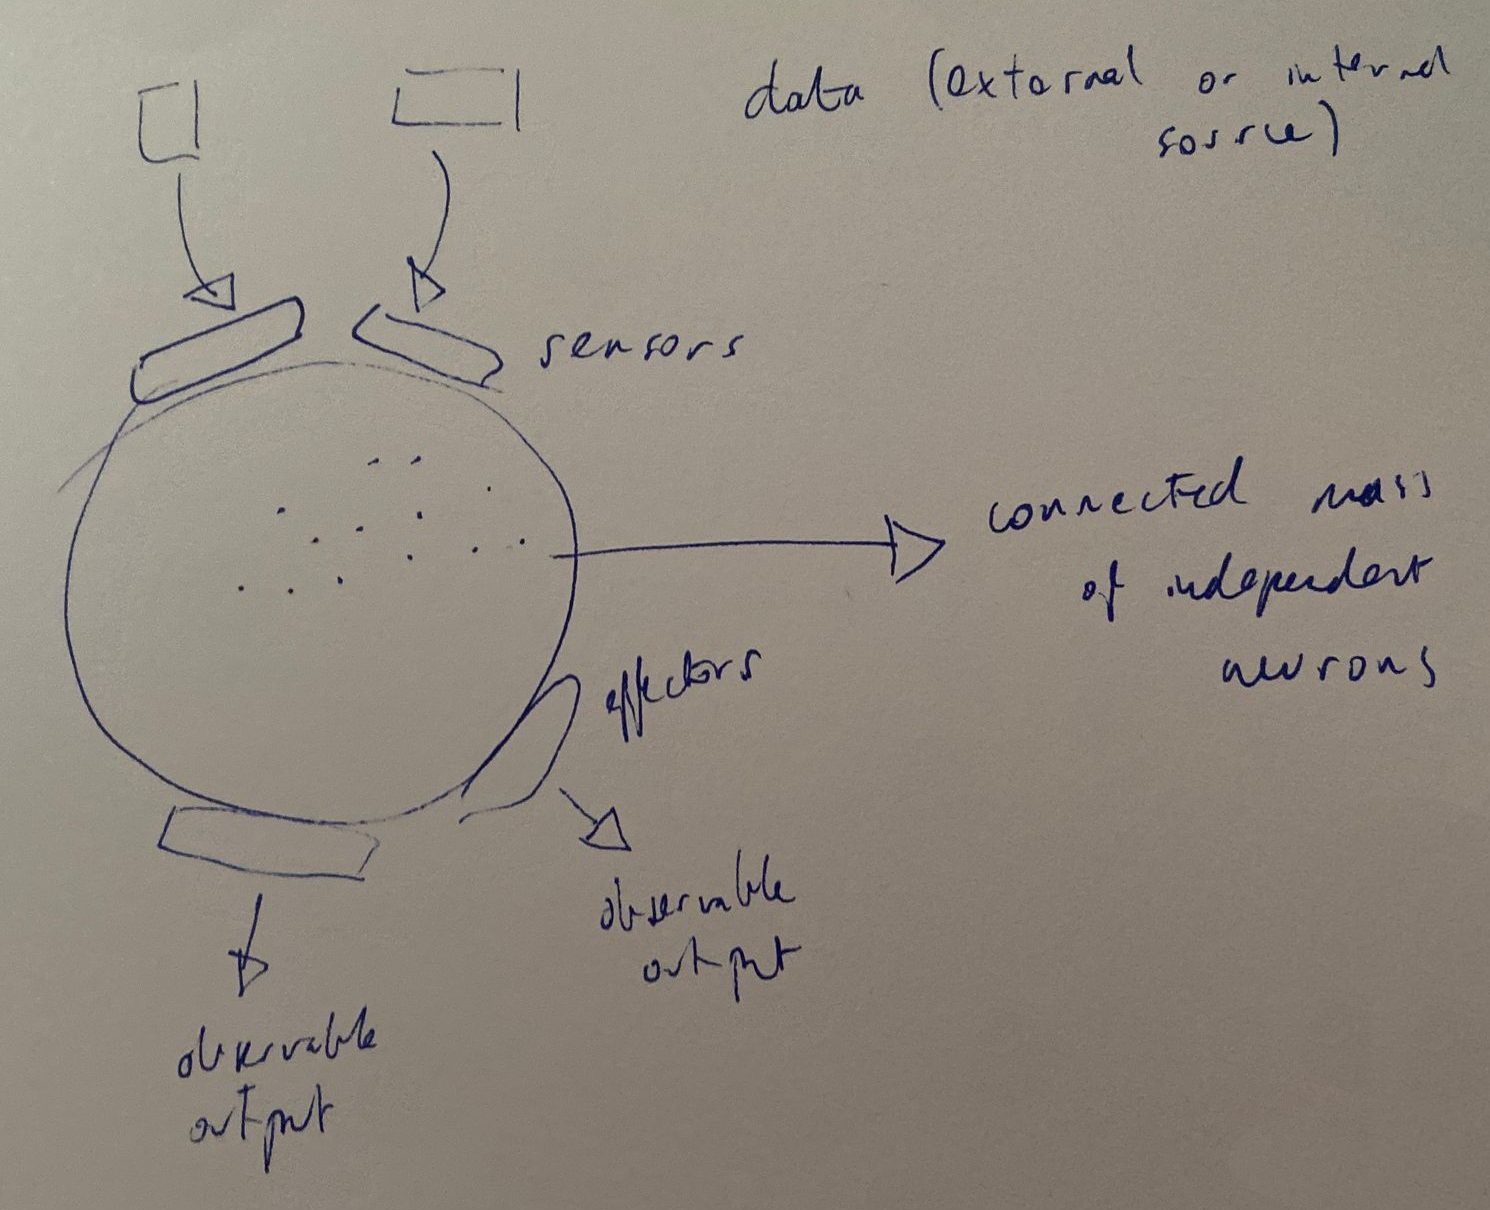 data (external or internal
source)
sensors
connected mass
of independent
neurons
effectors
observable
output
observable
output